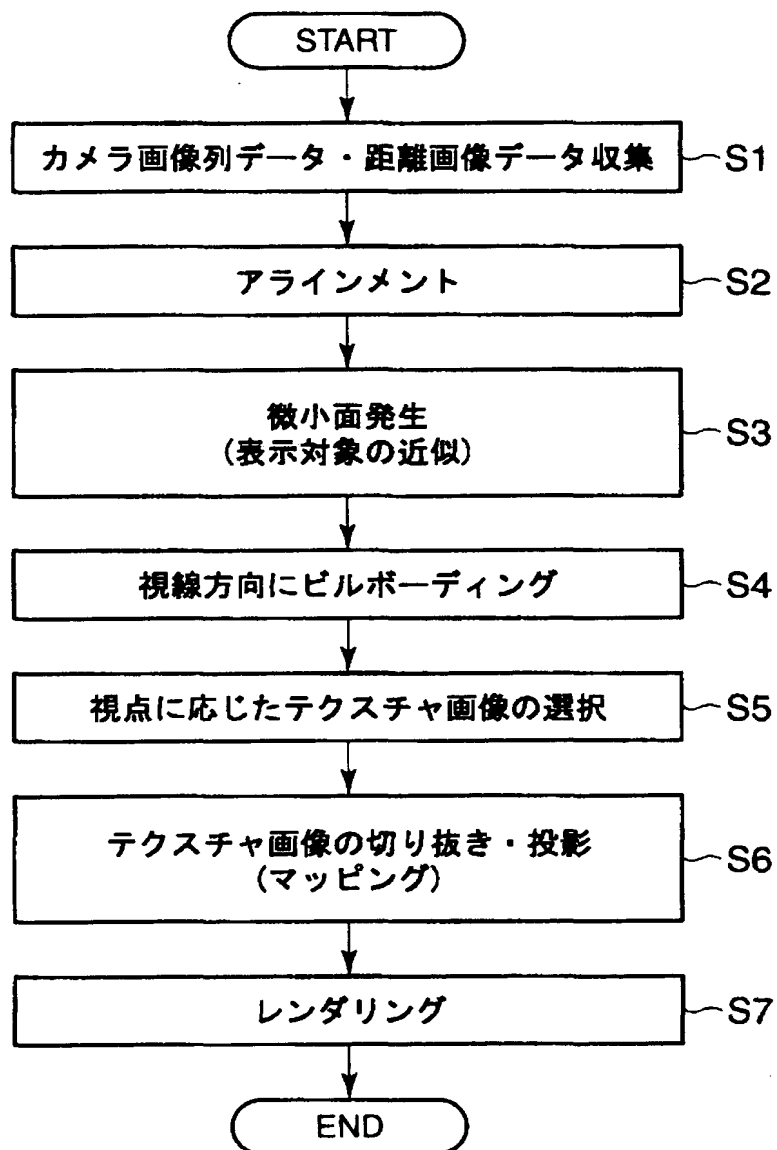 START
カメラ画像列データ・距離画像データ収集 S1
アラインメント S2
微小面発生
(表示対象の近似) S3
視線方向にビルボーディング S4
視点に応じたテクスチャ画像の選択 S5
テクスチャ画像の切り抜き・投影
(マッピング) S6
レンダリング S7
END